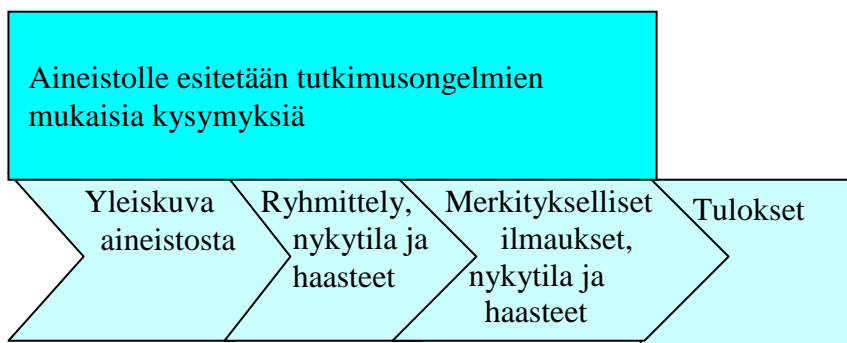 Aineistolle esitetään tutkimusongelmien
mukaisia kysymyksiä
Yleiskuva
aineistosta
Ryhmittely,
nykytila ja
haasteet
Merkitykselliset
ilmaukset,
nykytila ja
haasteet
Tulokset